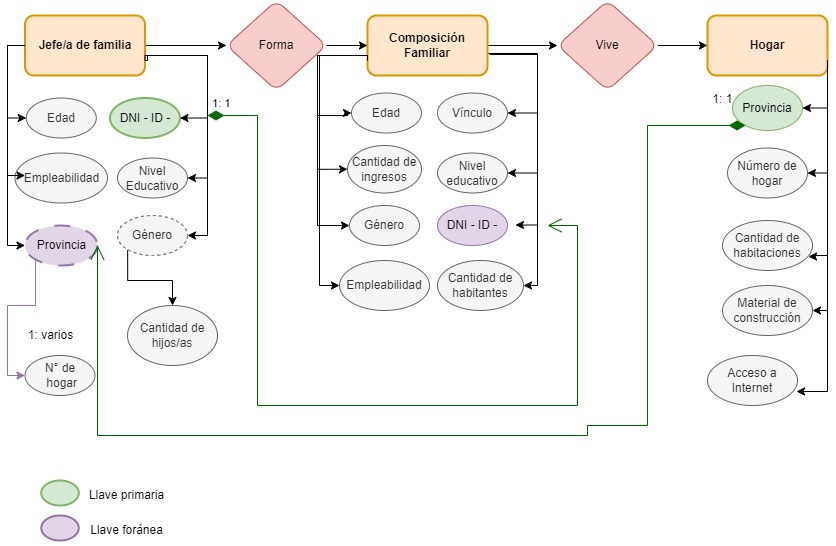 Jefe/a de familia
Forma
Composición
Familiar
Vive
Hogar
1: 1
1: 1
Edad
DNI - ID -
Edad
Vínculo
Provincia
Empleabilidad
Nivel
Educativo
Cantidad de
ingresos
Nivel
educativo
Número de
hogar
Provincia
Género
Género
DNI - ID -
Cantidad de
habitaciones
Empleabilidad
Cantidad de
habitantes
Material de
construcción
1: varios
Cantidad de
hijos/as
N° de
hogar
Acceso a
Internet
Llave primaria
Llave foránea